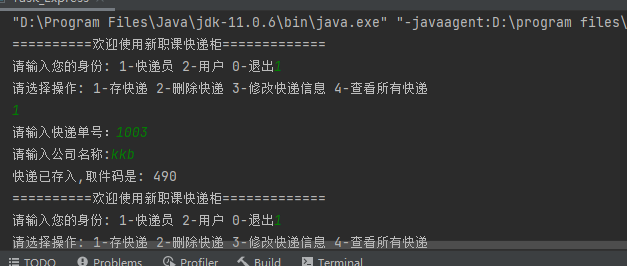 Task_Express
"D:\Program Files\Java\jdk-11.0.6\bin\java.exe" "-javaagent:D:\program files\
==========欢迎使用新职课快递柜=============
请输入您的身份: 1-快递员 2-用户 0-退出1
请选择操作: 1-存快递 2-删除快递 3-修改快递信息 4-查看所有快递
1
请输入快递单号：1003
请输入公司名称:kkb
快递已存入,取件码是: 490
==========欢迎使用新职课快递柜=============
请输入您的身份: 1-快递员 2-用户 0-退出1
请选择操作: 1-存快递 2-删除快递 3-修改快递信息 4-查看所有快递
TODO Problems Profiler Build Terminal